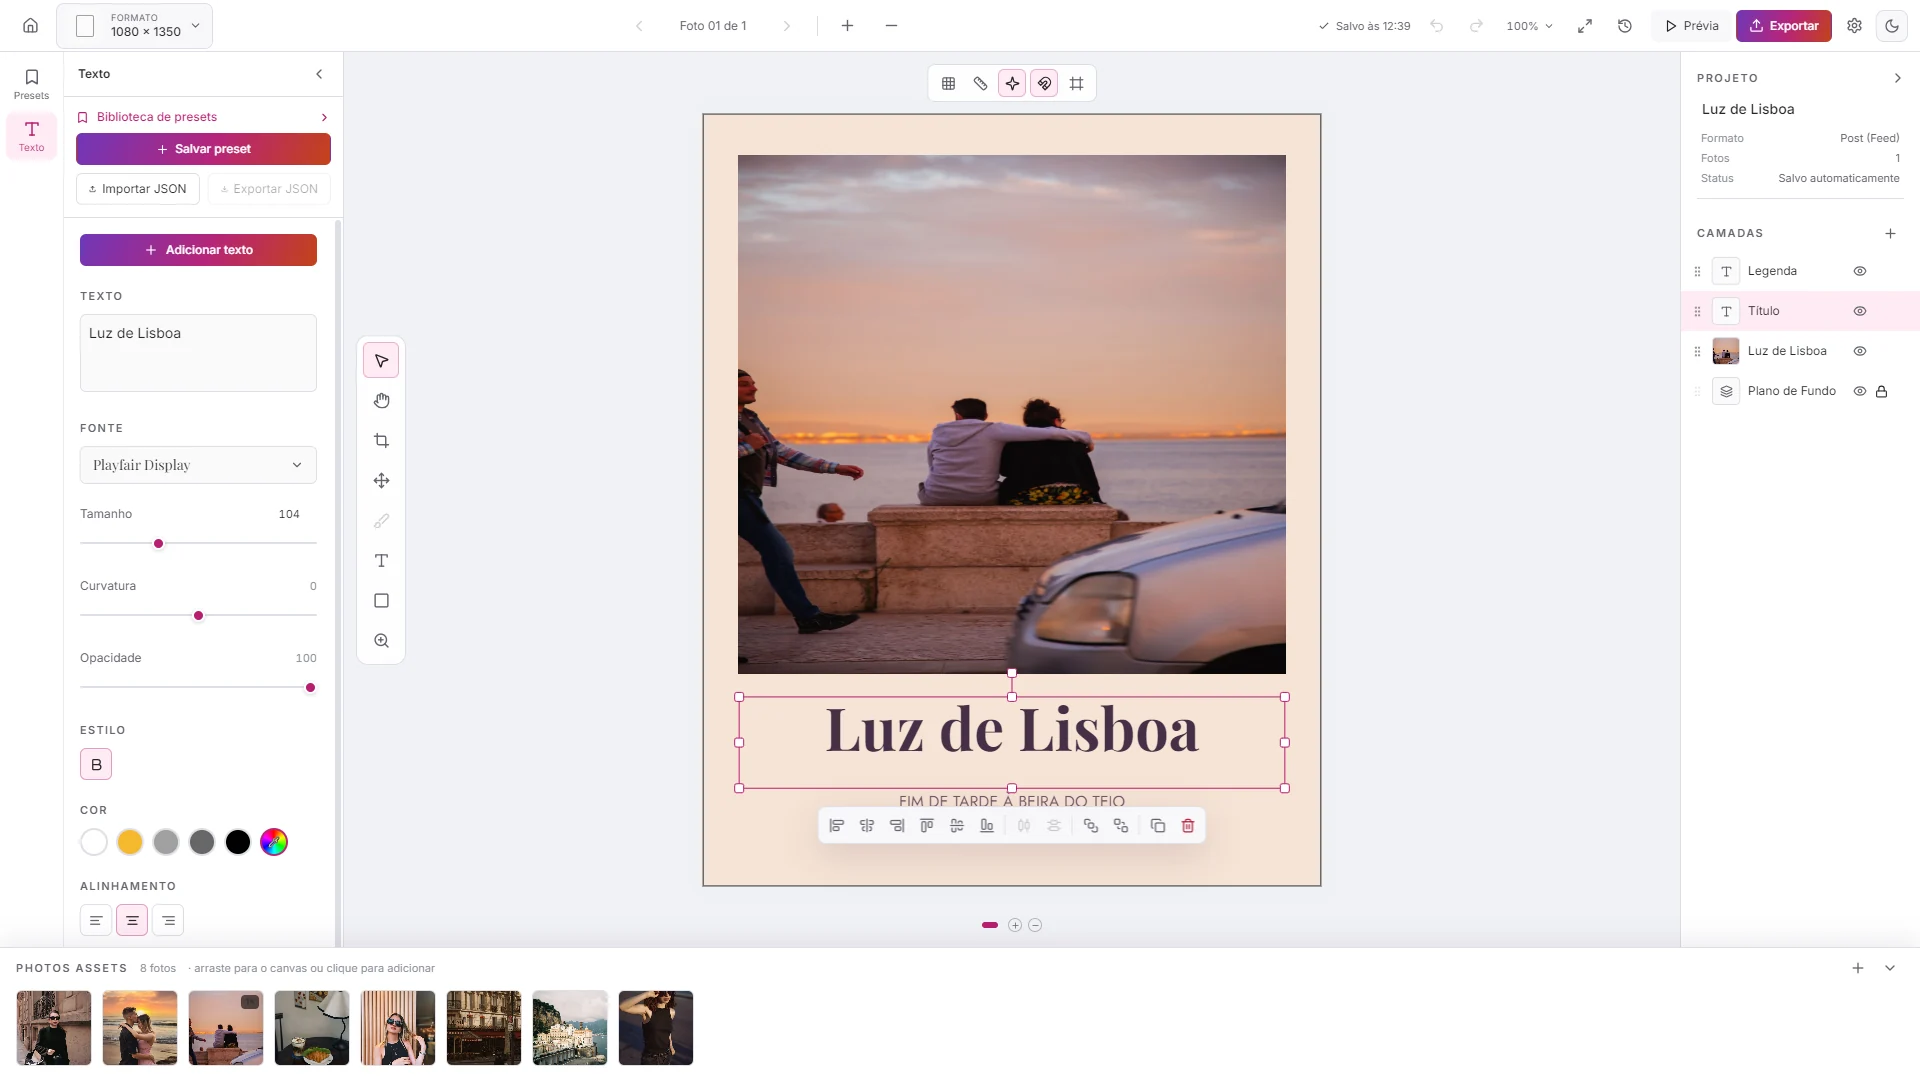 FORMATO
1080 × 1350
Foto 01 de 1
Salvo às 12:39
100%
Prévia
Exportar
Presets
Texto
Texto
Biblioteca de presets
Salvar preset
Importar JSON
Exportar JSON
Adicionar texto
TEXTO
Luz de Lisboa
FONTE
Playfair Display
Tamanho 104
Curvatura 0
Opacidade 100
ESTILO
B
COR
ALINHAMENTO
Luz de Lisboa
FIM DE TARDE À BEIRA DO TEJO
PROJETO
Luz de Lisboa
Formato Post (Feed)
Fotos 1
Status Salvo automaticamente
CAMADAS
Legenda
Título
Luz de Lisboa
Plano de Fundo
PHOTOS ASSETS 8 fotos · arraste para o canvas ou clique para adicionar